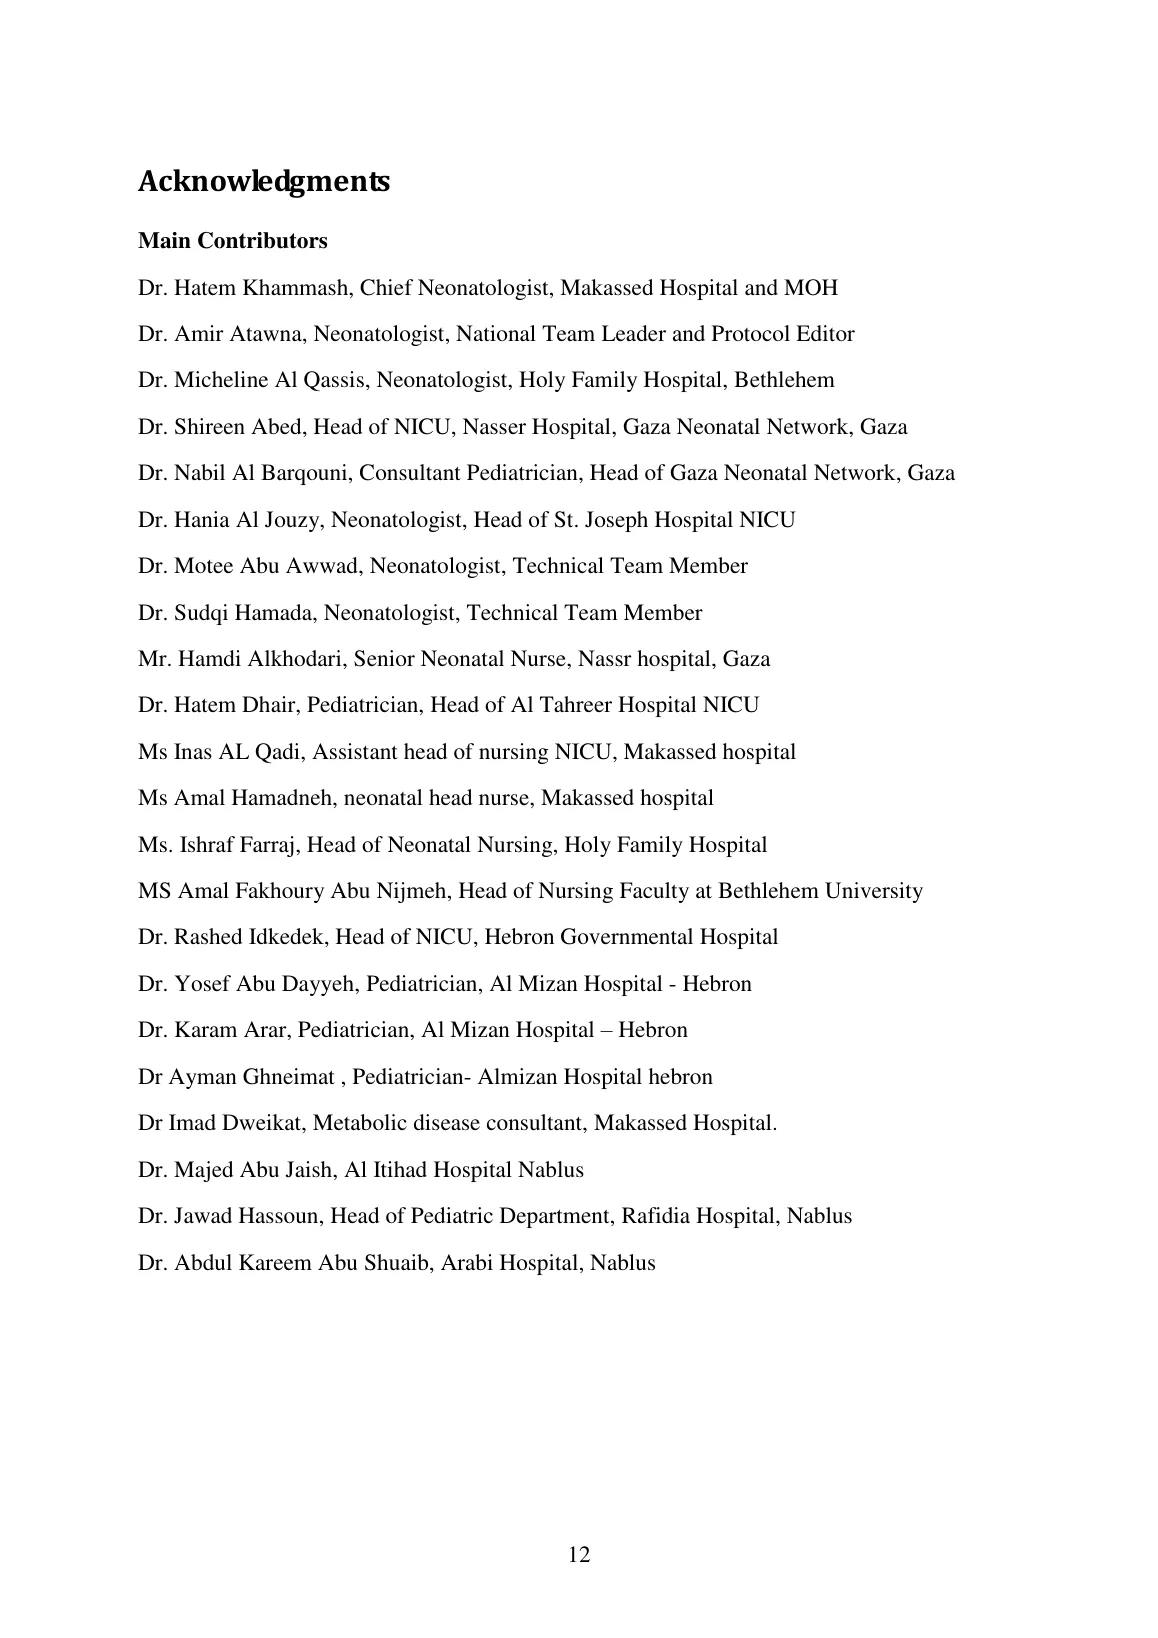 Acknowledgments
Main Contributors
Dr. Hatem Khammash, Chief Neonatologist, Makassed Hospital and MOH
Dr. Amir Atawna, Neonatologist, National Team Leader and Protocol Editor
Dr. Micheline Al Qassis, Neonatologist, Holy Family Hospital, Bethlehem
Dr. Shireen Abed, Head of NICU, Nasser Hospital, Gaza Neonatal Network, Gaza
Dr. Nabil Al Barqouni, Consultant Pediatrician, Head of Gaza Neonatal Network, Gaza
Dr. Hania Al Jouzy, Neonatologist, Head of St. Joseph Hospital NICU
Dr. Motee Abu Awwad, Neonatologist, Technical Team Member
Dr. Sudqi Hamada, Neonatologist, Technical Team Member
Mr. Hamdi Alkhodari, Senior Neonatal Nurse, Nassr hospital, Gaza
Dr. Hatem Dhair, Pediatrician, Head of Al Tahreer Hospital NICU
Ms Inas AL Qadi, Assistant head of nursing NICU, Makassed hospital
Ms Amal Hamadneh, neonatal head nurse, Makassed hospital
Ms. Ishraf Farraj, Head of Neonatal Nursing, Holy Family Hospital
MS Amal Fakhoury Abu Nijmeh, Head of Nursing Faculty at Bethlehem University
Dr. Rashed Idkedek, Head of NICU, Hebron Governmental Hospital
Dr. Yosef Abu Dayyeh, Pediatrician, Al Mizan Hospital - Hebron
Dr. Karam Arar, Pediatrician, Al Mizan Hospital – Hebron
Dr Ayman Ghneimat , Pediatrician- Almizan Hospital hebron
Dr Imad Dweikat, Metabolic disease consultant, Makassed Hospital.
Dr. Majed Abu Jaish, Al Itihad Hospital Nablus
Dr. Jawad Hassoun, Head of Pediatric Department, Rafidia Hospital, Nablus
Dr. Abdul Kareem Abu Shuaib, Arabi Hospital, Nablus
12